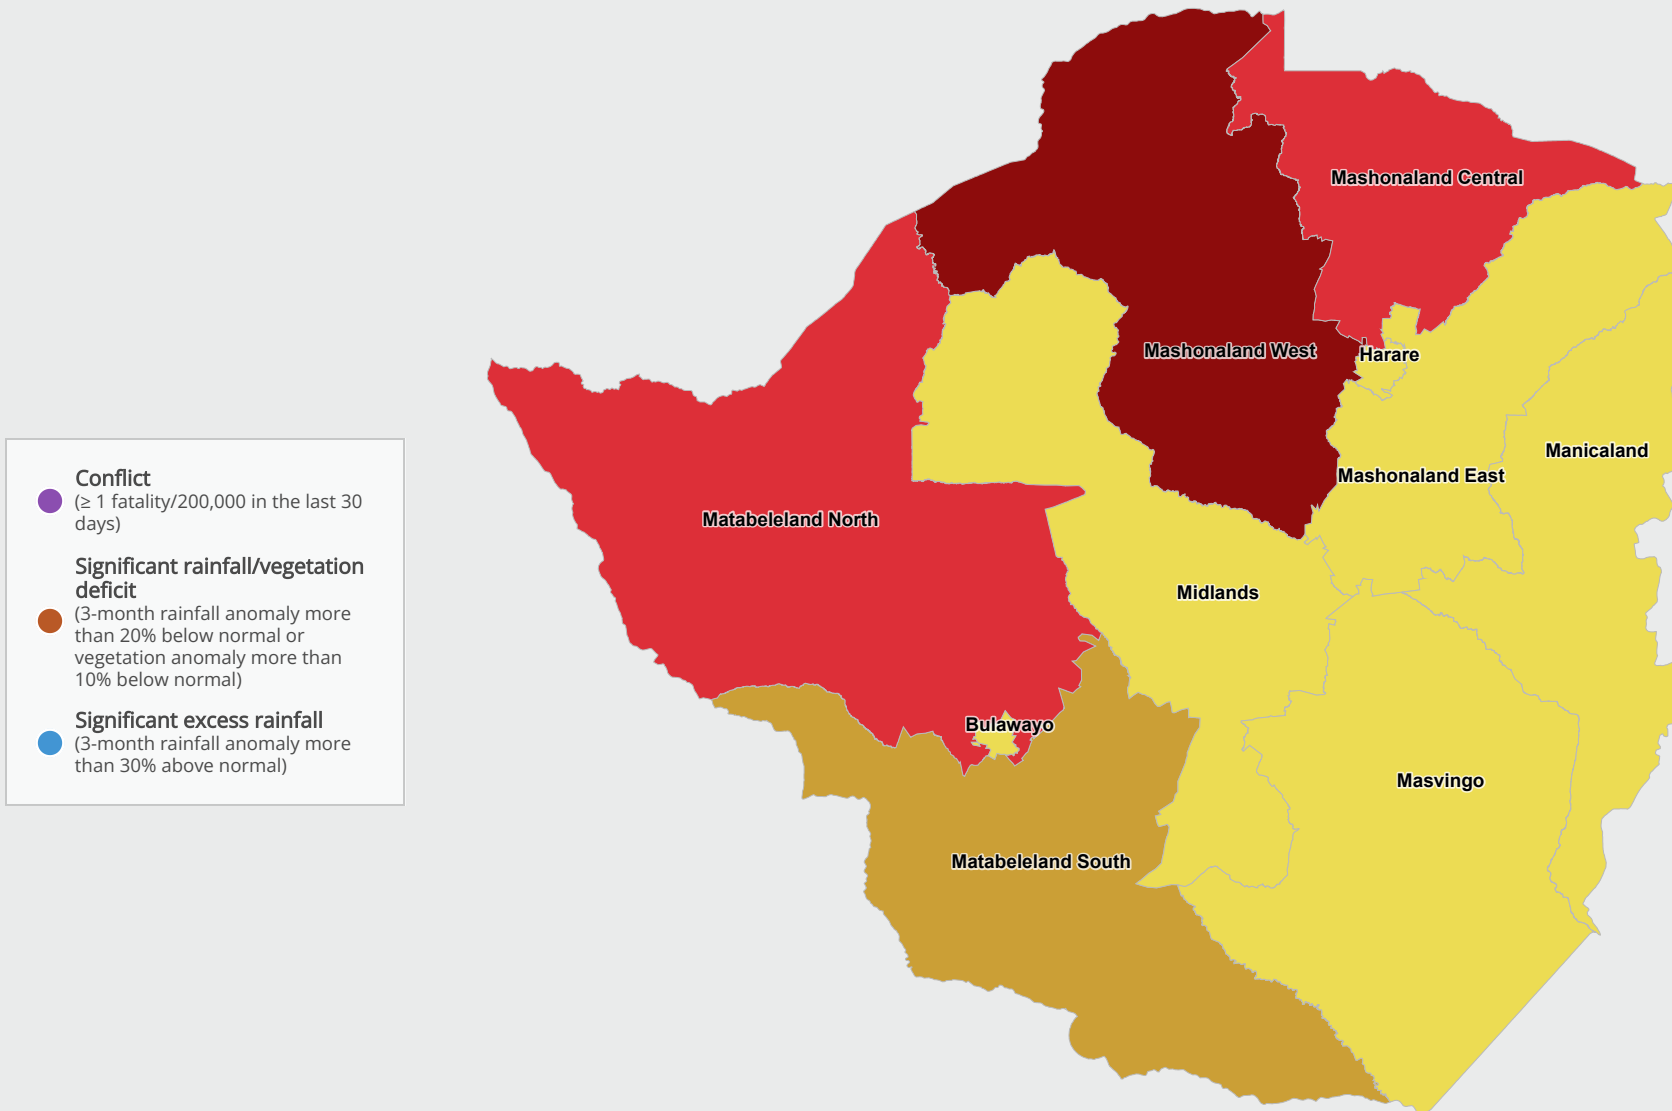 Mashonaland Central
Mashonaland West
Harare
Manicaland
Mashonaland East
Conflict
(≥ 1 fatality/200,000 in the last 30
days)
Matabeleland North
Significant rainfall/vegetation
deficit
(3-month rainfall anomaly more
than 20% below normal or
vegetation anomaly more than
10% below normal)
Midlands
Significant excess rainfall
(3-month rainfall anomaly more
than 30% above normal)
Bulawayo
Masvingo
Matabeleland South